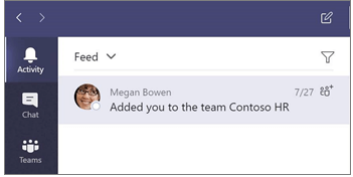 Feed
Activity
Megan Bowen 7/27
Added you to the team Contoso HR
Chat
Teams